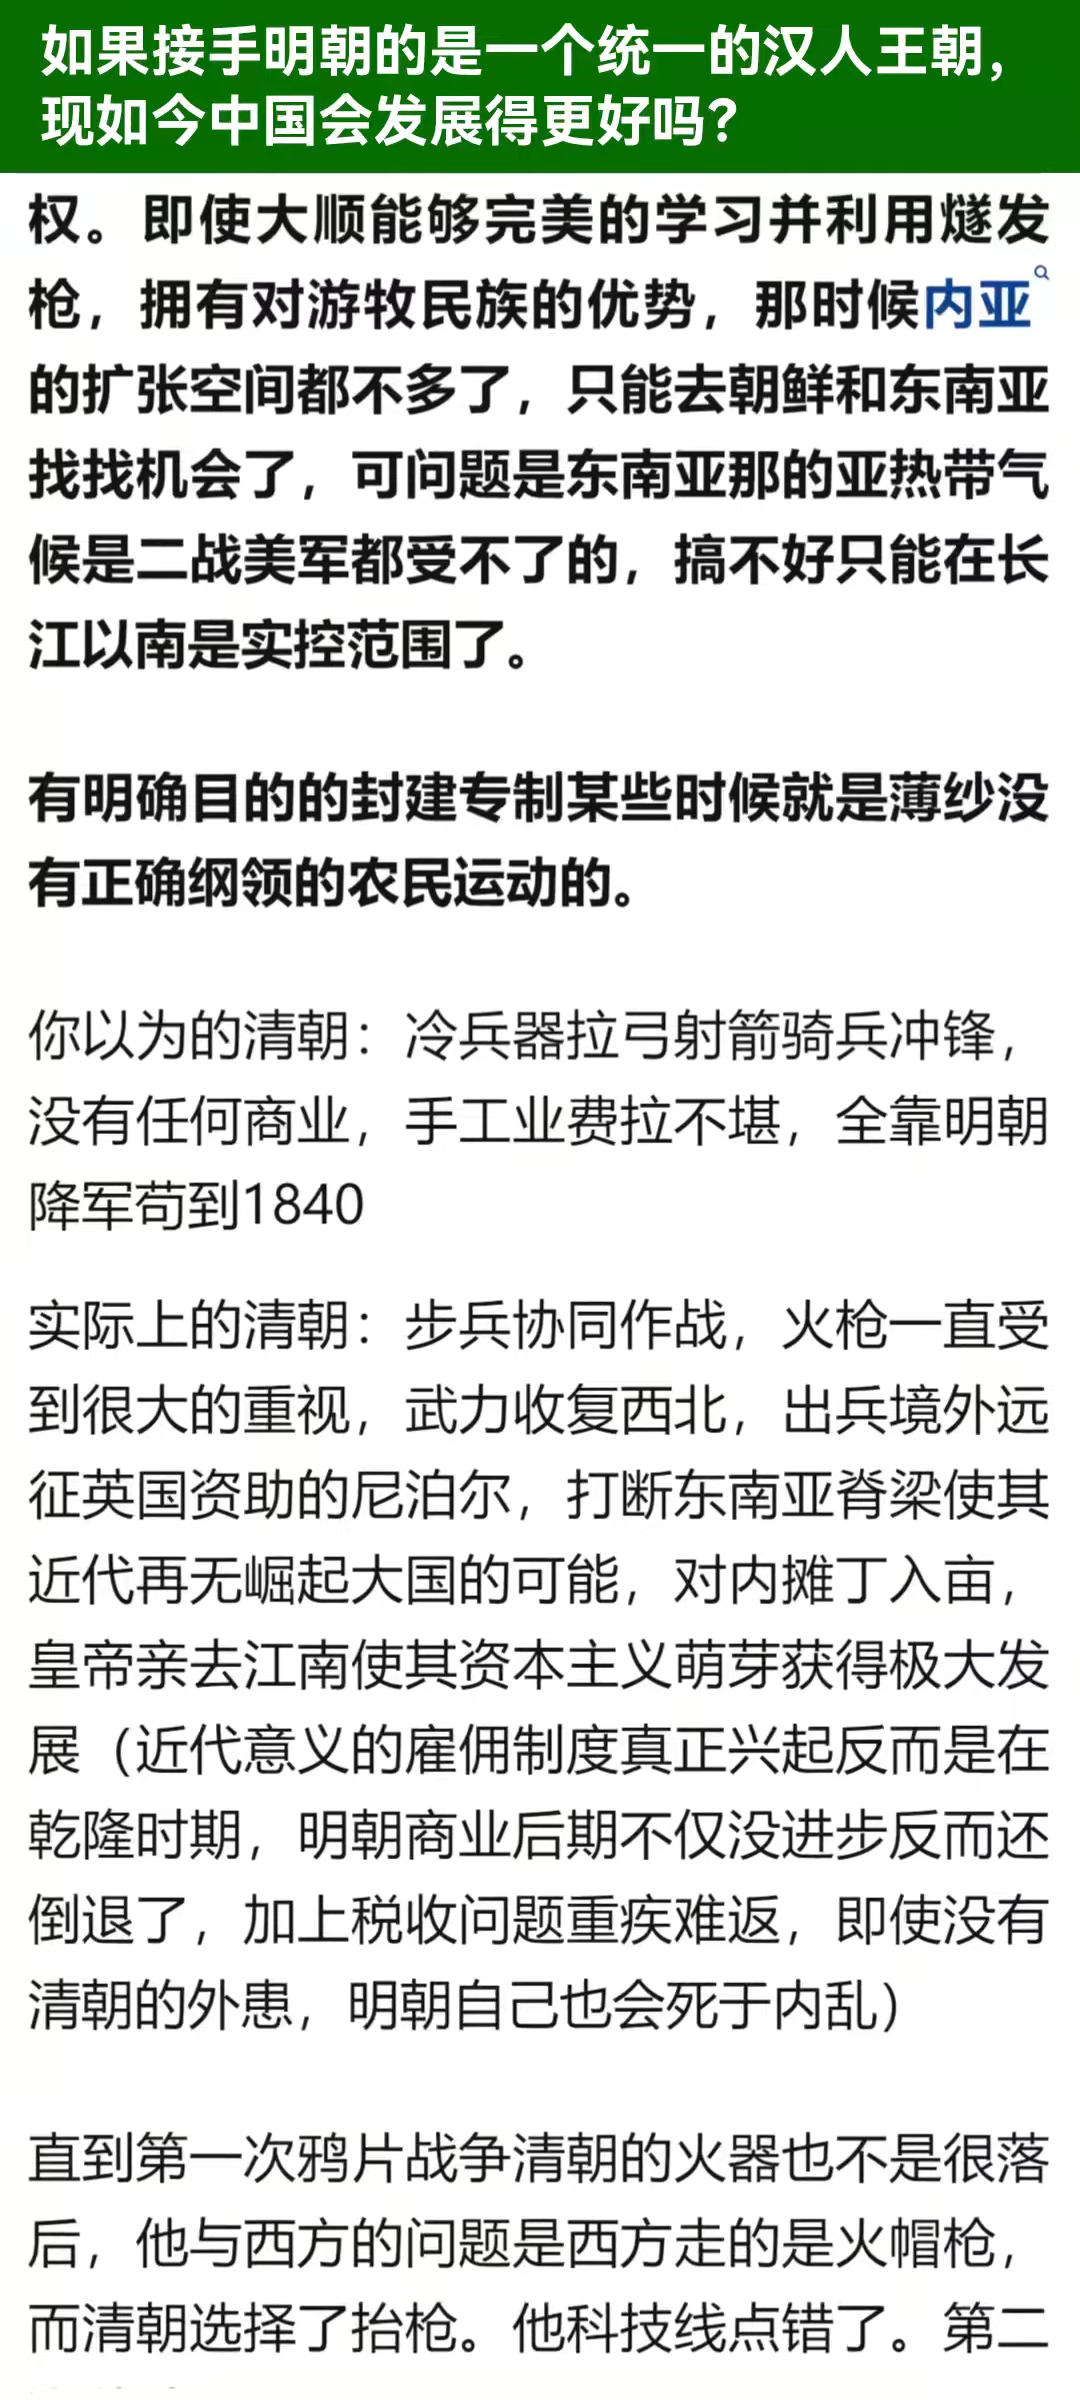 如果接手明朝的是一个统一的汉人王朝，
现如今中国会发展得更好吗？
权。即使大顺能够完美的学习并利用燧发
枪，拥有对游牧民族的优势，那时候内亚
的扩张空间都不多了，只能去朝鲜和东南亚
找找机会了，可问题是东南亚那的亚热带气
候是二战美军都受不了的，搞不好只能在长
江以南是实控范围了。
有明确目的的封建专制某些时候就是薄纱没
有正确纲领的农民运动的。
你以为的清朝：冷兵器拉弓射箭骑兵冲锋，
没有任何商业，手工业费拉不堪，全靠明朝
降军苟到1840
实际上的清朝：步兵协同作战，火枪一直受
到很大的重视，武力收复西北，出兵境外远
征英国资助的尼泊尔，打断东南亚脊梁使其
近代再无崛起大国的可能，对内摊丁入亩，
皇帝亲去江南使其资本主义萌芽获得极大发
展（近代意义的雇佣制度真正兴起反而是在
乾隆时期，明朝商业后期不仅没进步反而还
倒退了，加上税收问题重疾难返，即使没有
清朝的外患，明朝自己也会死于内乱）
直到第一次鸦片战争清朝的火器也不是很落
后，他与西方的问题是西方走的是火帽枪，
而清朝选择了抬枪。他科技线点错了。第二